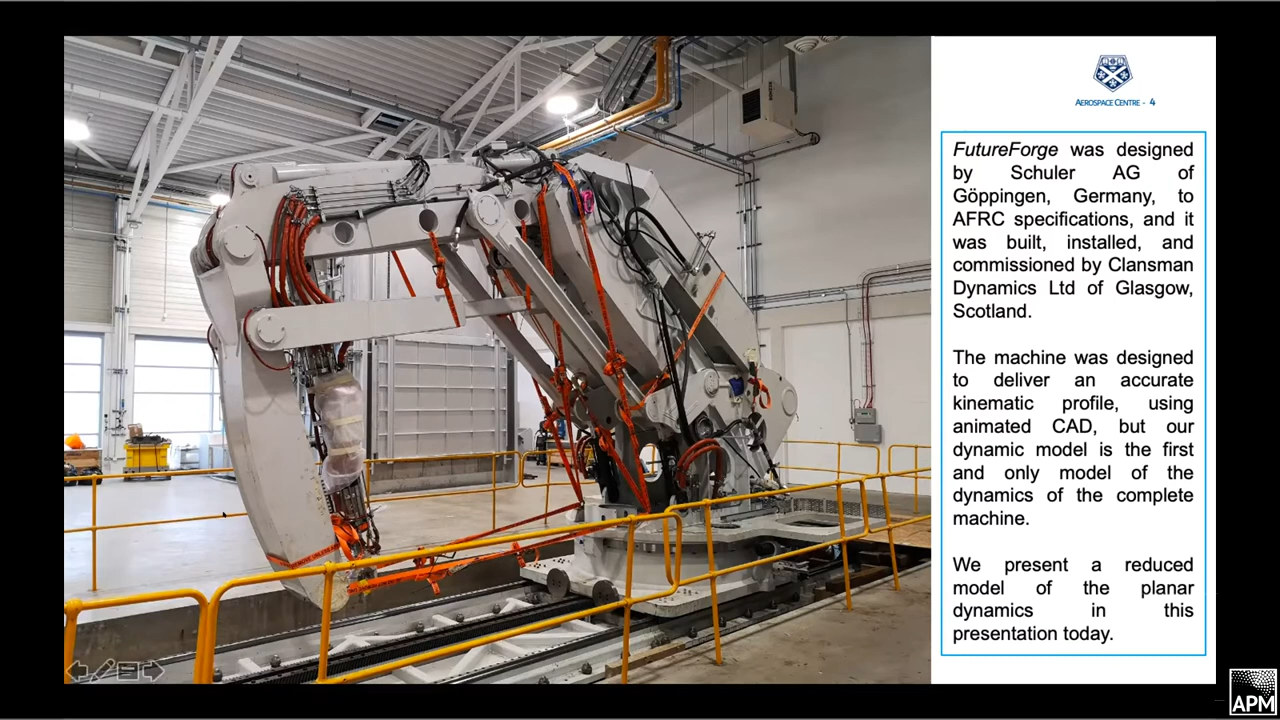 AEROSPACE CENTRE - 4
FutureForge was designed
by Schuler AG of
Göppingen, Germany, to
AFRC specifications, and it
was built, installed, and
commissioned by Clansman
Dynamics Ltd of Glasgow,
Scotland.
The machine was designed
to deliver an accurate
kinematic profile, using
animated CAD, but our
dynamic model is the first
and only model of the
dynamics of the complete
machine.
We present a reduced
model of the planar
dynamics in this
presentation today.
APM